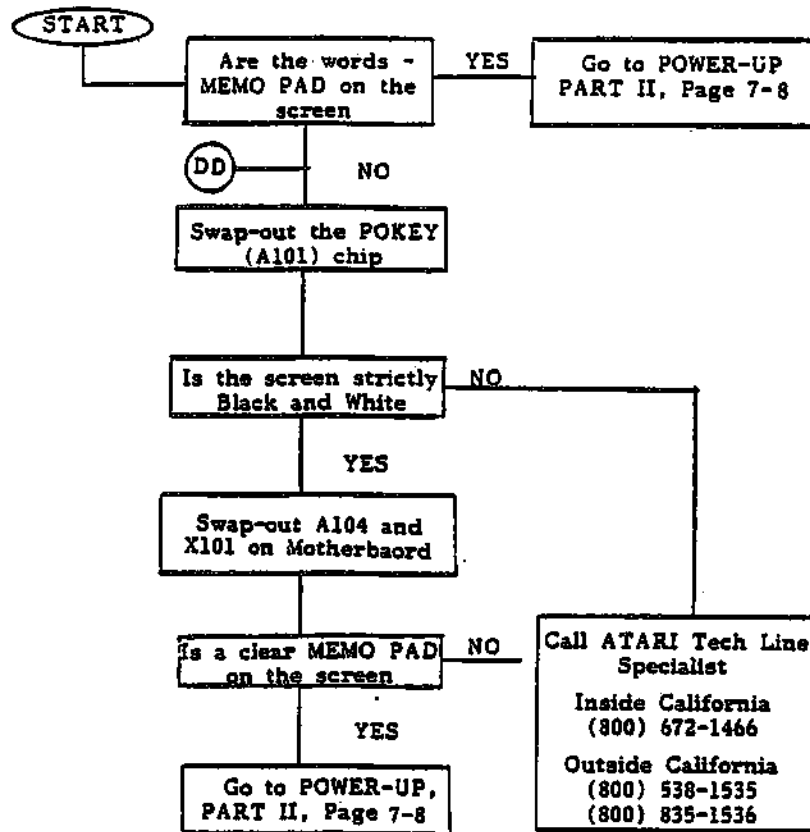 START
Are the words -
MEMO PAD on the
screen
YES
Go to POWER-UP
PART II, Page 7-8
DD
NO
Swap-out the POKEY
(A101) chip
Is the screen strictly
Black and White
NO
YES
Swap-out A104 and
X101 on Motherbaord
Is a clear MEMO PAD
on the screen
NO
YES
Go to POWER-UP,
PART II, Page 7-8
Call ATARI Tech Line
Specialist
Inside California
(800) 672-1466
Outside California
(800) 538-1535
(800) 835-1536